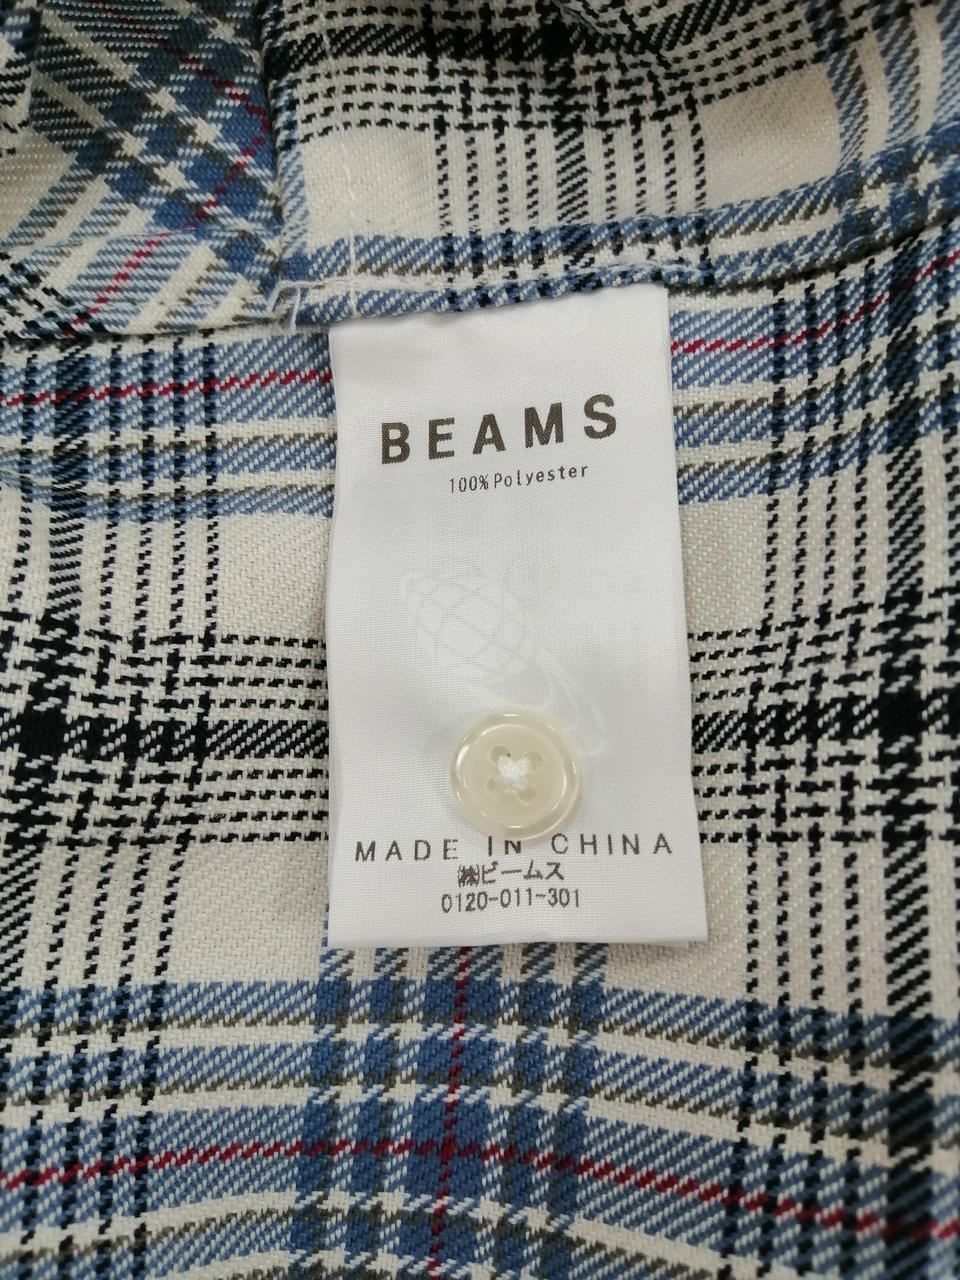 BEAMS
100%Polyester
MADE IN CHINA
㈱ビームス
0120-011-301